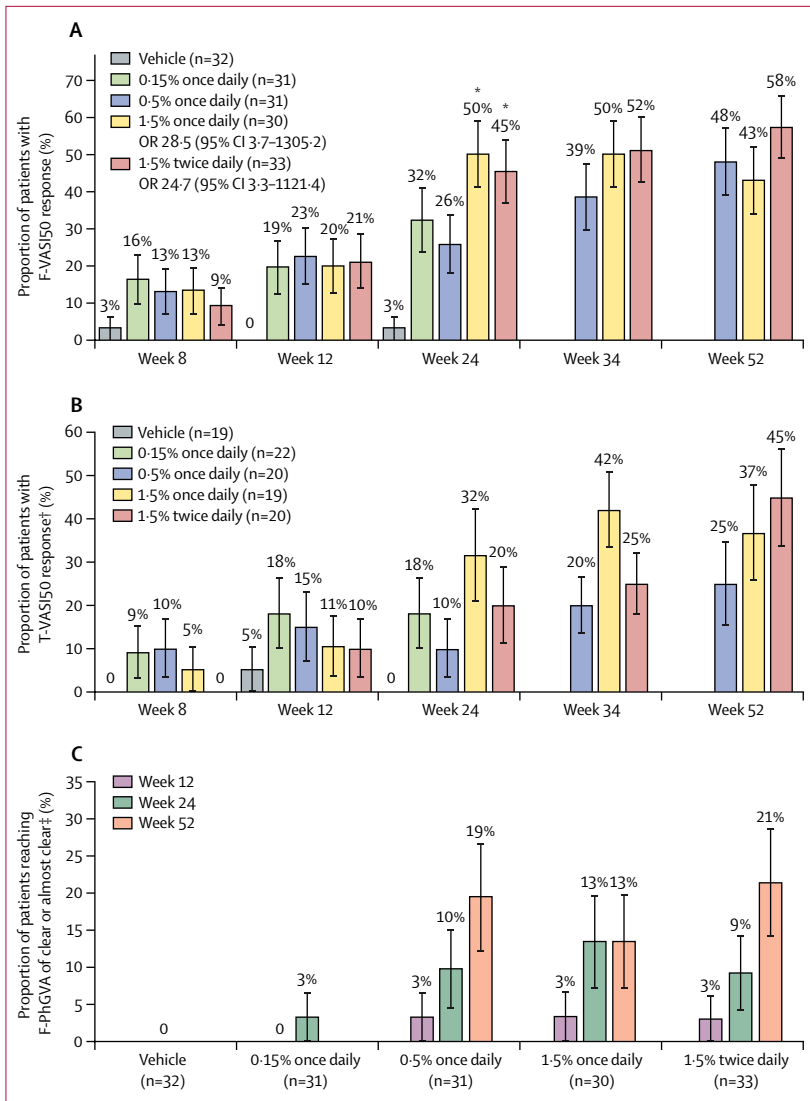 A
Proportion of patients with
F-VASI50 response (%)
70
60
50
40
30
20
10
0
Vehicle (n=32)
0·15% once daily (n=31)
0·5% once daily (n=31)
1·5% once daily (n=30)
OR 28·5 (95% CI 3·7–1305·2)
1·5% twice daily (n=33)
OR 24·7 (95% CI 3·3–1121·4)
3% 16% 13% 13% 9%
0 19% 23% 20% 21%
3% 32% 26% * 50% * 45%
39% 50% 52%
48% 43% 58%
Week 8 Week 12 Week 24 Week 34 Week 52
B
Proportion of patients with
T-VASI50 response† (%)
60
50
40
30
20
10
0
Vehicle (n=19)
0·15% once daily (n=22)
0·5% once daily (n=20)
1·5% once daily (n=19)
1·5% twice daily (n=20)
0 9% 10% 5% 0
5% 18% 15% 11% 10%
0 18% 10% 32% 20%
20% 42% 25%
25% 37% 45%
Week 8 Week 12 Week 24 Week 34 Week 52
C
Proportion of patients reaching
F-PhGVA of clear or almost clear‡ (%)
35
30
25
20
15
10
5
0
Week 12
Week 24
Week 52
0
0 3%
3% 10% 19%
3% 13% 13%
3% 9% 21%
Vehicle 0·15% once daily 0·5% once daily 1·5% once daily 1·5% twice daily
(n=32) (n=31) (n=31) (n=30) (n=33)